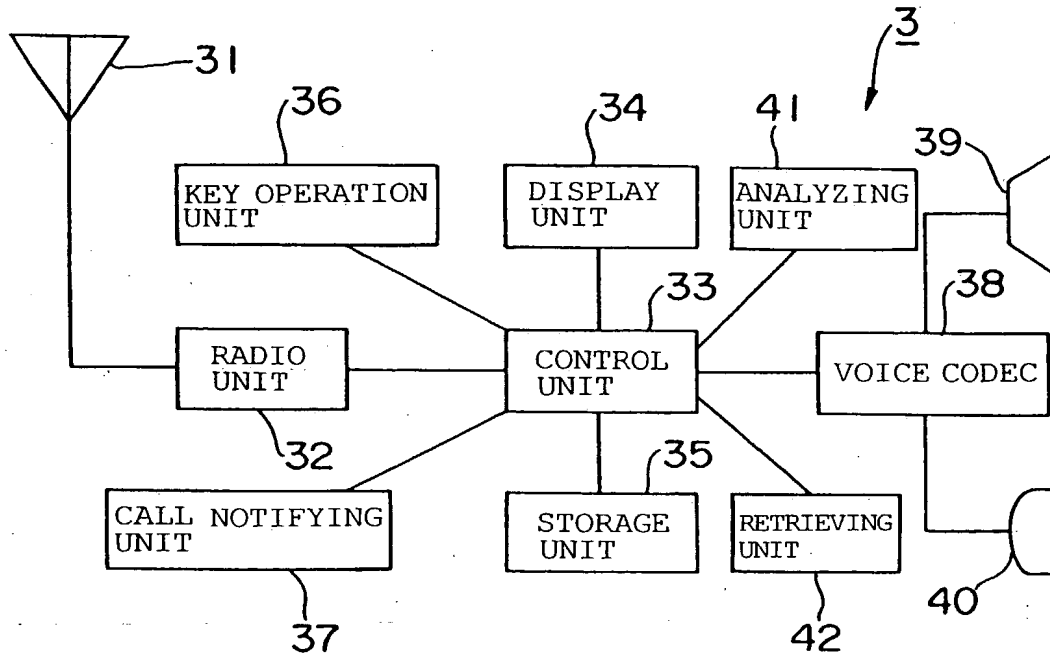 3
31
36
34
41
39
KEY OPERATION
UNIT
DISPLAY
UNIT
ANALYZING
UNIT
33
38
RADIO
UNIT
CONTROL
UNIT
VOICE CODEC
32
35
CALL NOTIFYING
UNIT
STORAGE
UNIT
RETRIEVING
UNIT
40
37
42